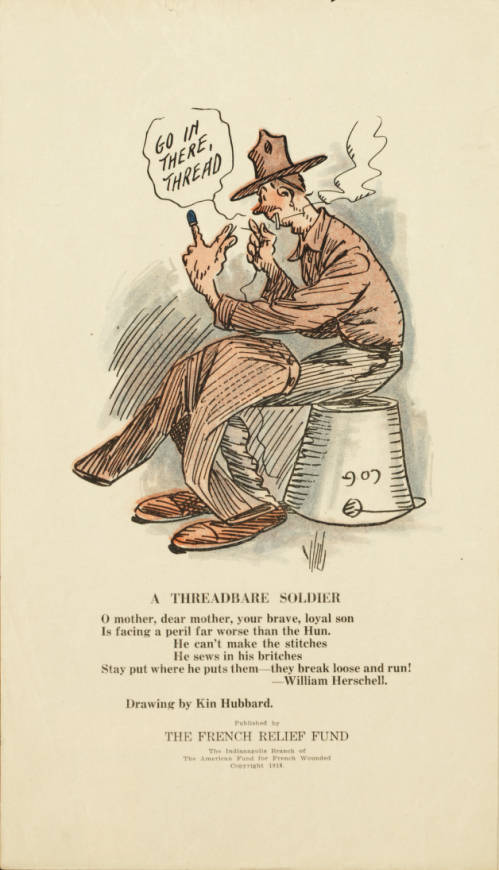 GO IN
THERE,
THREAD
CO G
A THREADBARE SOLDIER
O mother, dear mother, your brave, loyal son
Is facing a peril far worse than the Hun.
He can't make the stitches
He sews in his britches
Stay put where he puts them—they break loose and run!
—William Herschell.
Drawing by Kin Hubbard.
Published by
THE FRENCH RELIEF FUND
The Indianapolis Branch of
The American Fund for French Wounded
Copyright 1918.